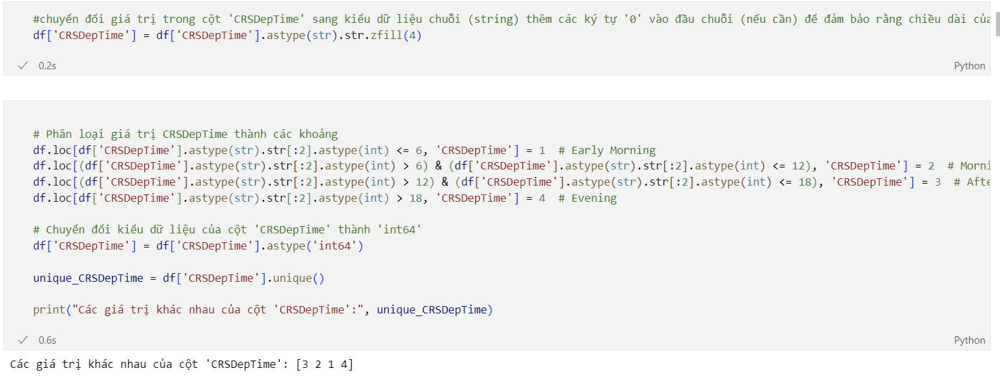 #chuyển đổi giá trị trong cột 'CRSDepTime' sang kiểu dữ liệu chuỗi (string) thêm các ký tự '0' vào đầu chuỗi (nếu cần) để đảm bảo rằng chiều dài của
df['CRSDepTime'] = df['CRSDepTime'].astype(str).str.zfill(4)
0.2s
Python
# Phân loại giá trị CRSDepTime thành các khoảng
df.loc[df['CRSDepTime'].astype(str).str[:2].astype(int) <= 6, 'CRSDepTime'] = 1  # Early Morning
df.loc[(df['CRSDepTime'].astype(str).str[:2].astype(int) > 6) & (df['CRSDepTime'].astype(str).str[:2].astype(int) <= 12), 'CRSDepTime'] = 2  # Morni
df.loc[(df['CRSDepTime'].astype(str).str[:2].astype(int) > 12) & (df['CRSDepTime'].astype(str).str[:2].astype(int) <= 18), 'CRSDepTime'] = 3  # Afte
df.loc[df['CRSDepTime'].astype(str).str[:2].astype(int) > 18, 'CRSDepTime'] = 4  # Evening
# Chuyển đổi kiểu dữ liệu của cột 'CRSDepTime' thành 'int64'
df['CRSDepTime'] = df['CRSDepTime'].astype('int64')
unique_CRSDepTime = df['CRSDepTime'].unique()
print("Các giá trị khác nhau của cột 'CRSDepTime':", unique_CRSDepTime)
0.6s
Python
Các giá trị khác nhau của cột 'CRSDepTime': [3 2 1 4]